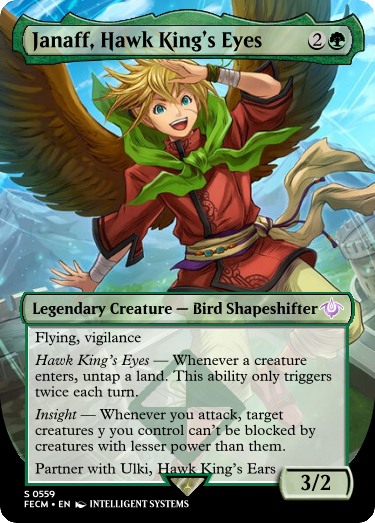 Janaff, Hawk King's Eyes 2
Legendary Creature — Bird Shapeshifter
Flying, vigilance
Hawk King's Eyes — Whenever a creature
enters, untap a land. This ability only triggers
twice each turn.
Insight — Whenever you attack, target
creatures y you control can't be blocked by
creatures with lesser power than them.
Partner with Ulki, Hawk King's Ears
3/2
S 0559
FECM • EN INTELLIGENT SYSTEMS